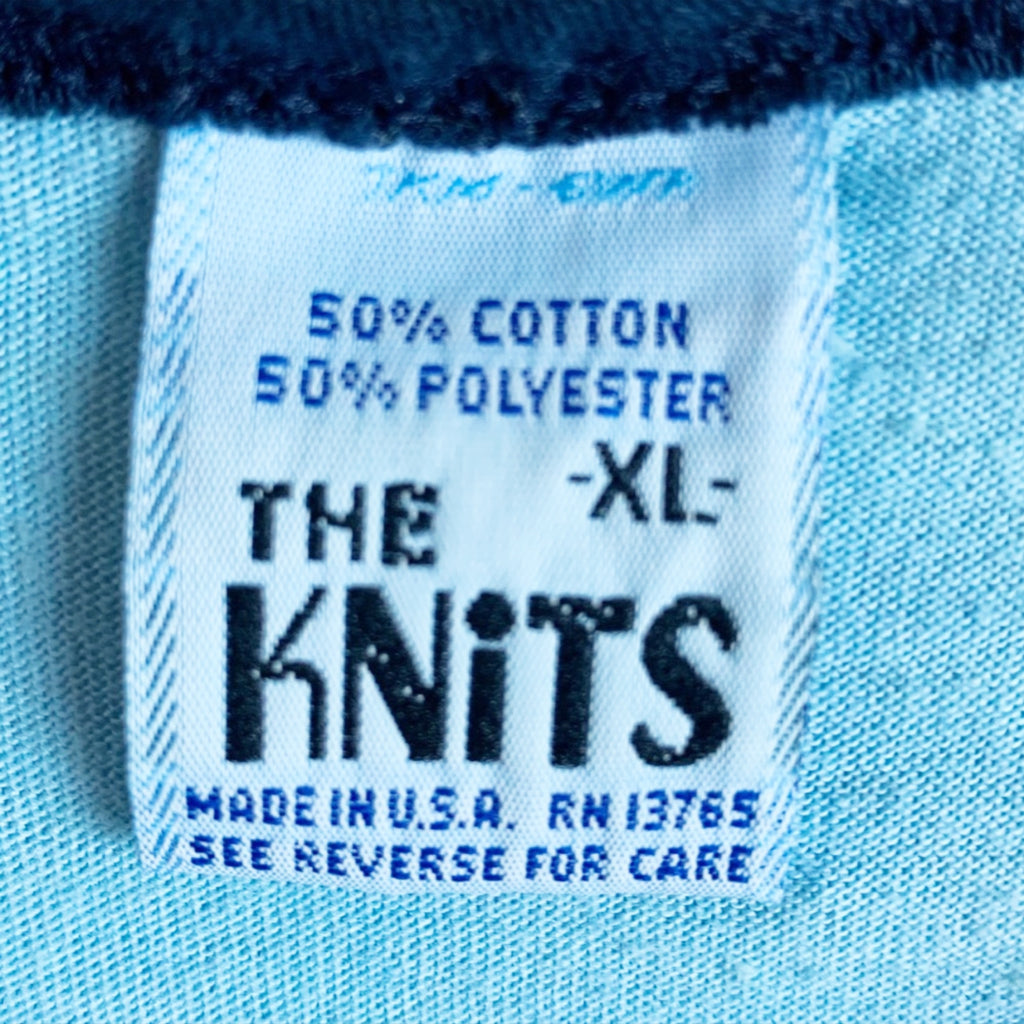 50% COTTON
50% POLYESTER
-XL-
THE
KNiTS
MADE IN U.S.A. RN 13765
SEE REVERSE FOR CARE